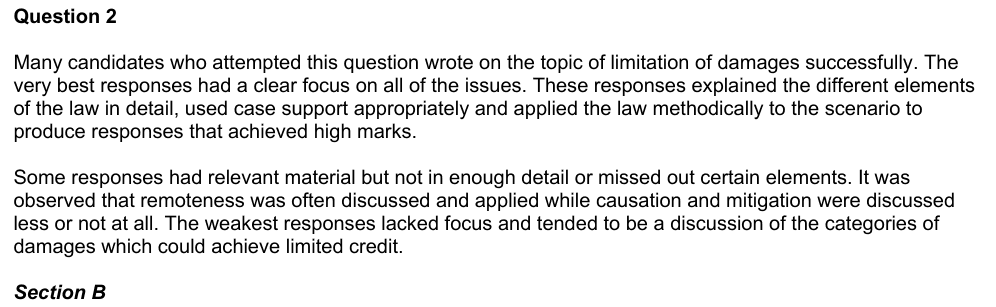 Question 2
Many candidates who attempted this question wrote on the topic of limitation of damages successfully. The
very best responses had a clear focus on all of the issues. These responses explained the different elements
of the law in detail, used case support appropriately and applied the law methodically to the scenario to
produce responses that achieved high marks.
Some responses had relevant material but not in enough detail or missed out certain elements. It was
observed that remoteness was often discussed and applied while causation and mitigation were discussed
less or not at all. The weakest responses lacked focus and tended to be a discussion of the categories of
damages which could achieve limited credit.
Section B